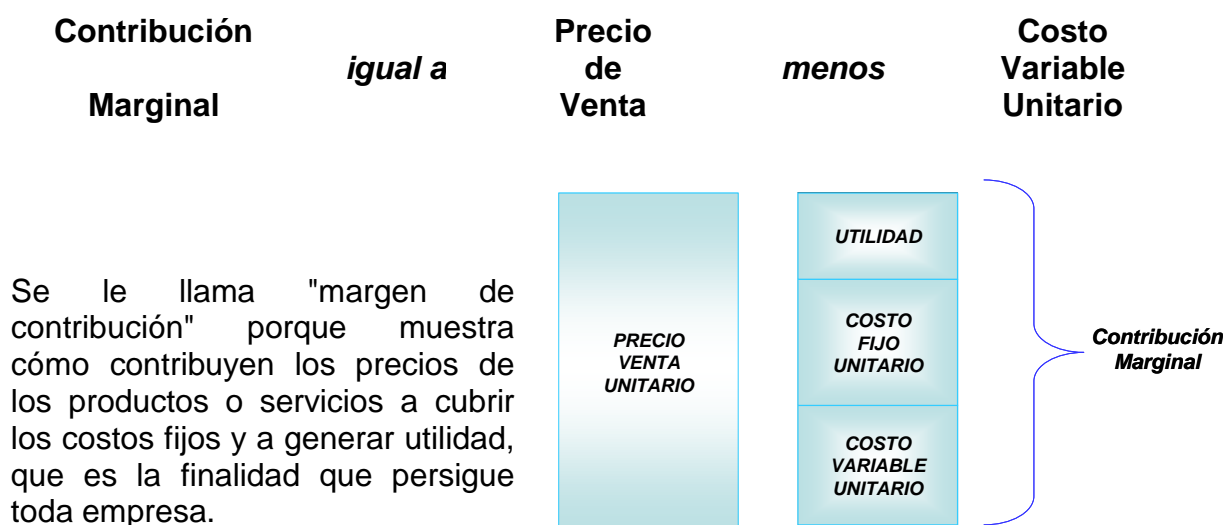 Contribución
Marginal
igual a
Precio
de
Venta
menos
Costo
Variable
Unitario
Se le llama "margen de
contribución" porque muestra
cómo contribuyen los precios de
los productos o servicios a cubrir
los costos fijos y a generar utilidad,
que es la finalidad que persigue
toda empresa.
PRECIO
VENTA
UNITARIO
UTILIDAD
COSTO
FIJO
UNITARIO
COSTO
VARIABLE
UNITARIO
Contribución
Marginal